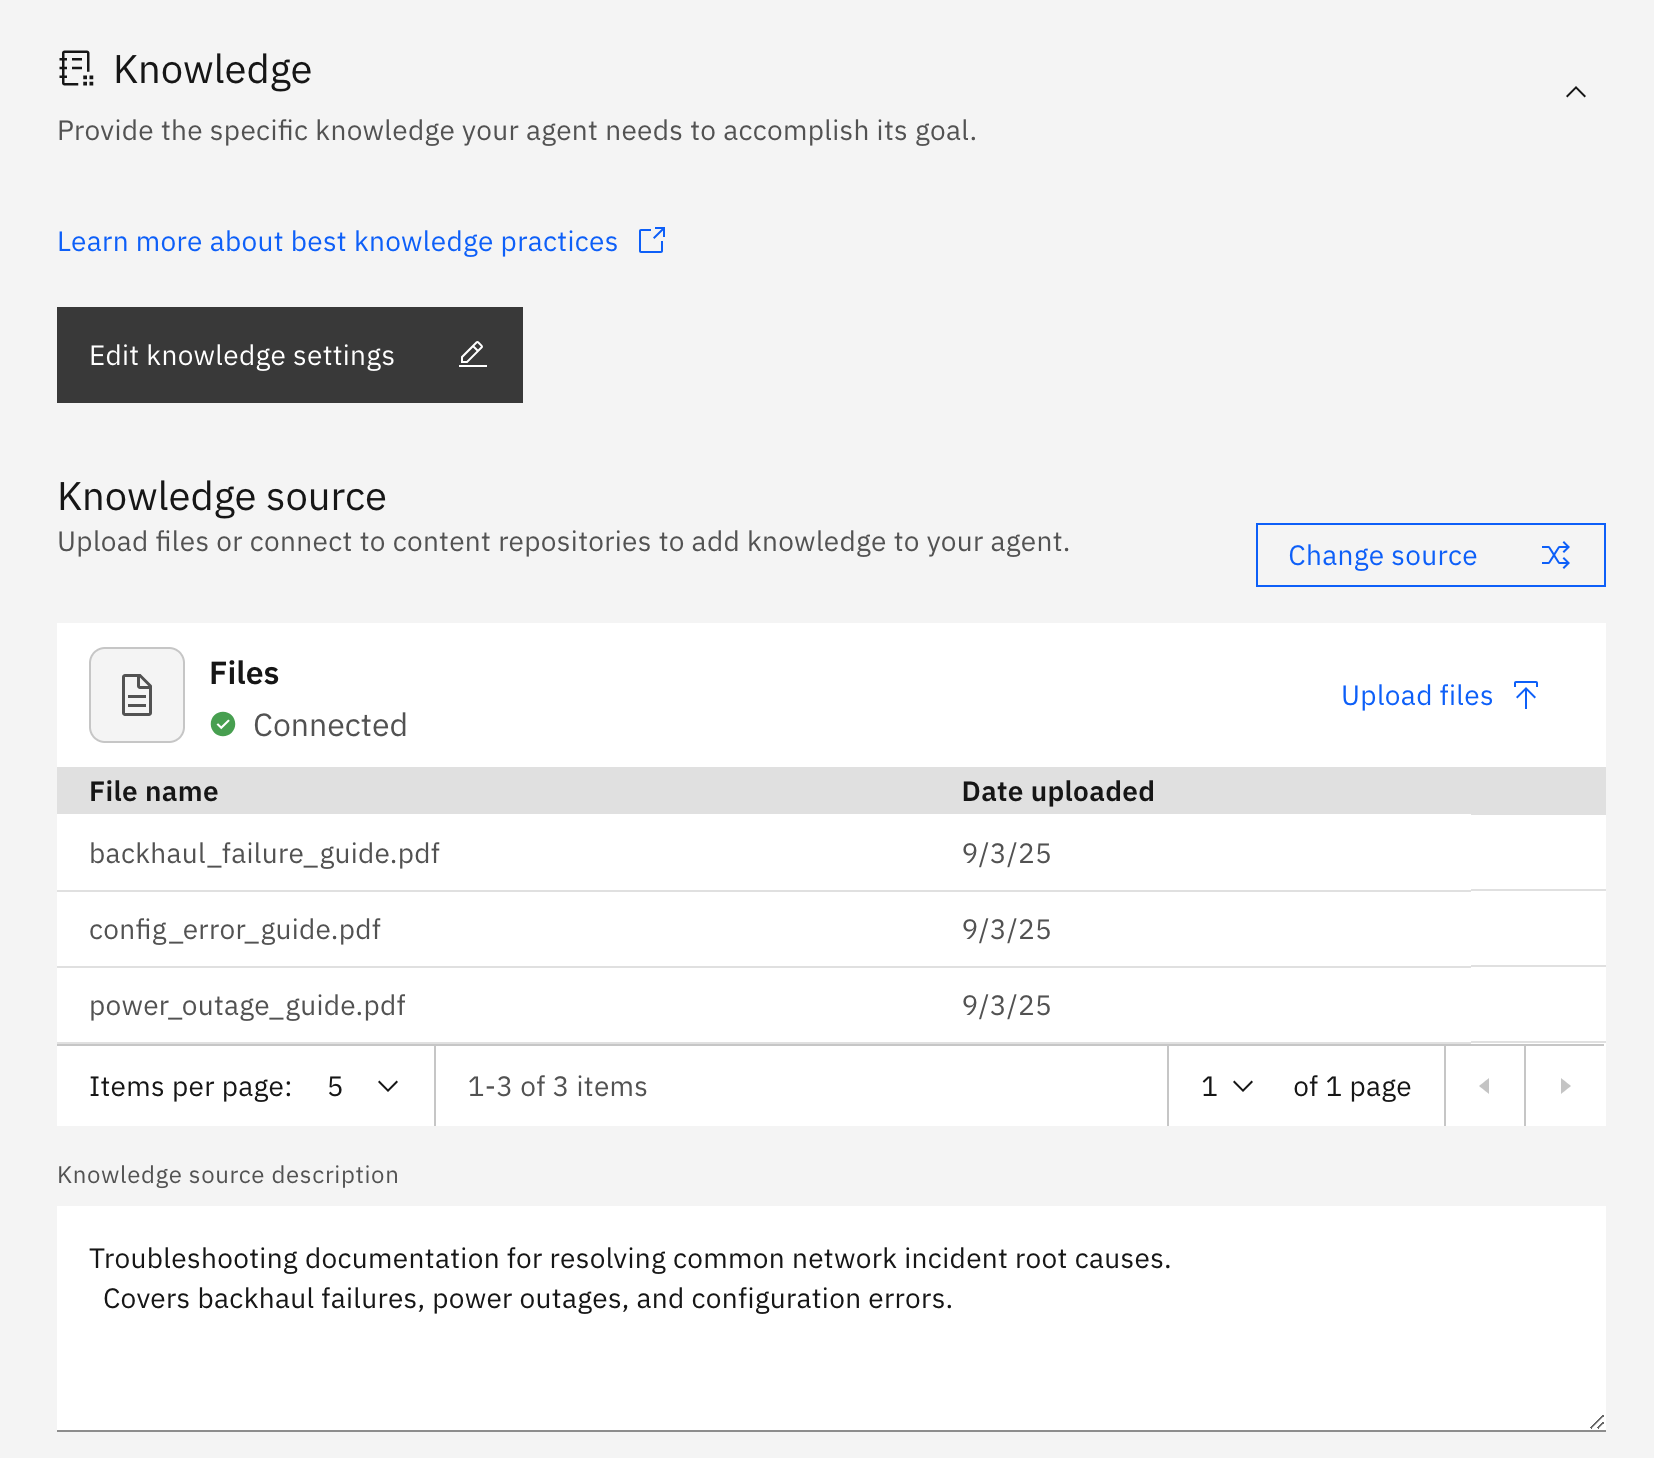 Knowledge
Provide the specific knowledge your agent needs to accomplish its goal.
Learn more about best knowledge practices
Edit knowledge settings
Knowledge source
Upload files or connect to content repositories to add knowledge to your agent.
Change source
Files
Connected
Upload files
File name Date uploaded
backhaul_failure_guide.pdf 9/3/25
config_error_guide.pdf 9/3/25
power_outage_guide.pdf 9/3/25
Items per page: 5 1-3 of 3 items 1 of 1 page
Knowledge source description
Troubleshooting documentation for resolving common network incident root causes.
Covers backhaul failures, power outages, and configuration errors.